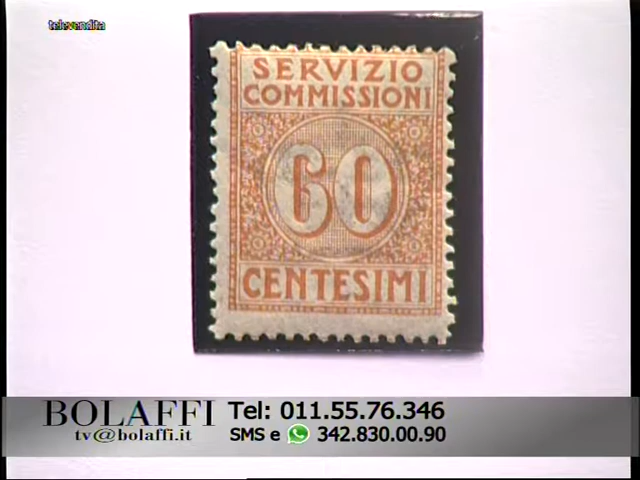 televendita
SERVIZIO
COMMISSIONI
60
CENTESIMI
BOLAFFI
tv@bolaffi.it
Tel: 011.55.76.346
SMS e 342.830.00.90